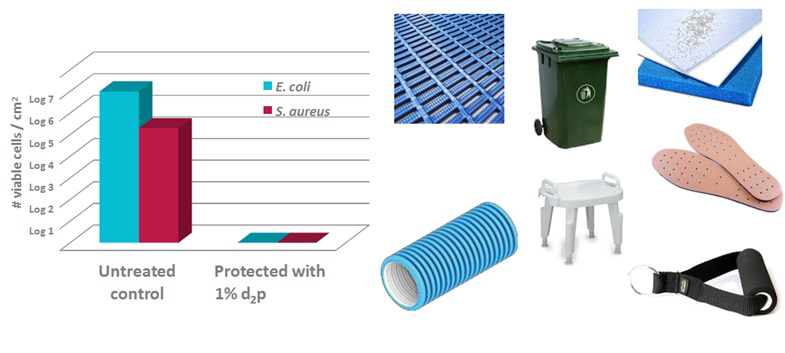 # viable cells / cm²
Log 7
Log 6
Log 5
Log 4
Log 3
Log 2
Log 1
E. coli
S. aureus
Untreated
control
Protected with
1% d₂p